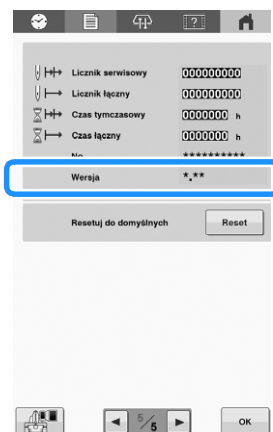 Licznik serwisowy 000000000
Licznik łączny 000000000
Czas tymczasowy 0000000 h
Czas łączny 0000000 h
No **********
Wersja *.**
Resetuj do domyślnych Reset
5/5 OK